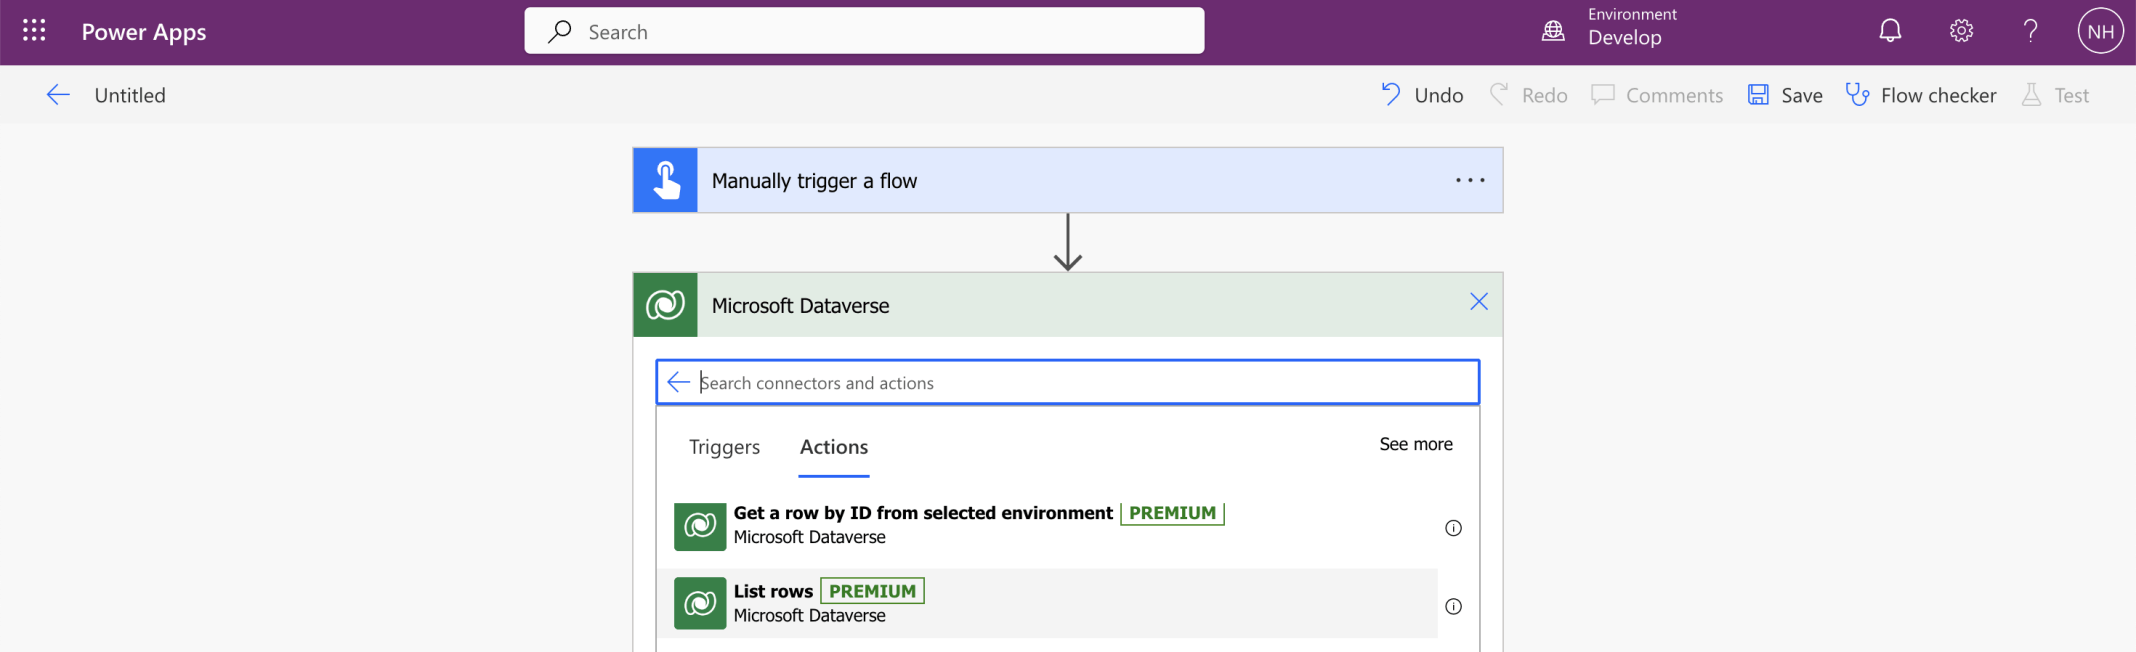 Power Apps
Search
Environment
Develop
NH
Untitled
Undo
Redo
Comments
Save
Flow checker
Test
Manually trigger a flow
Microsoft Dataverse
Search connectors and actions
Triggers
Actions
See more
Get a row by ID from selected environment PREMIUM
Microsoft Dataverse
List rows PREMIUM
Microsoft Dataverse